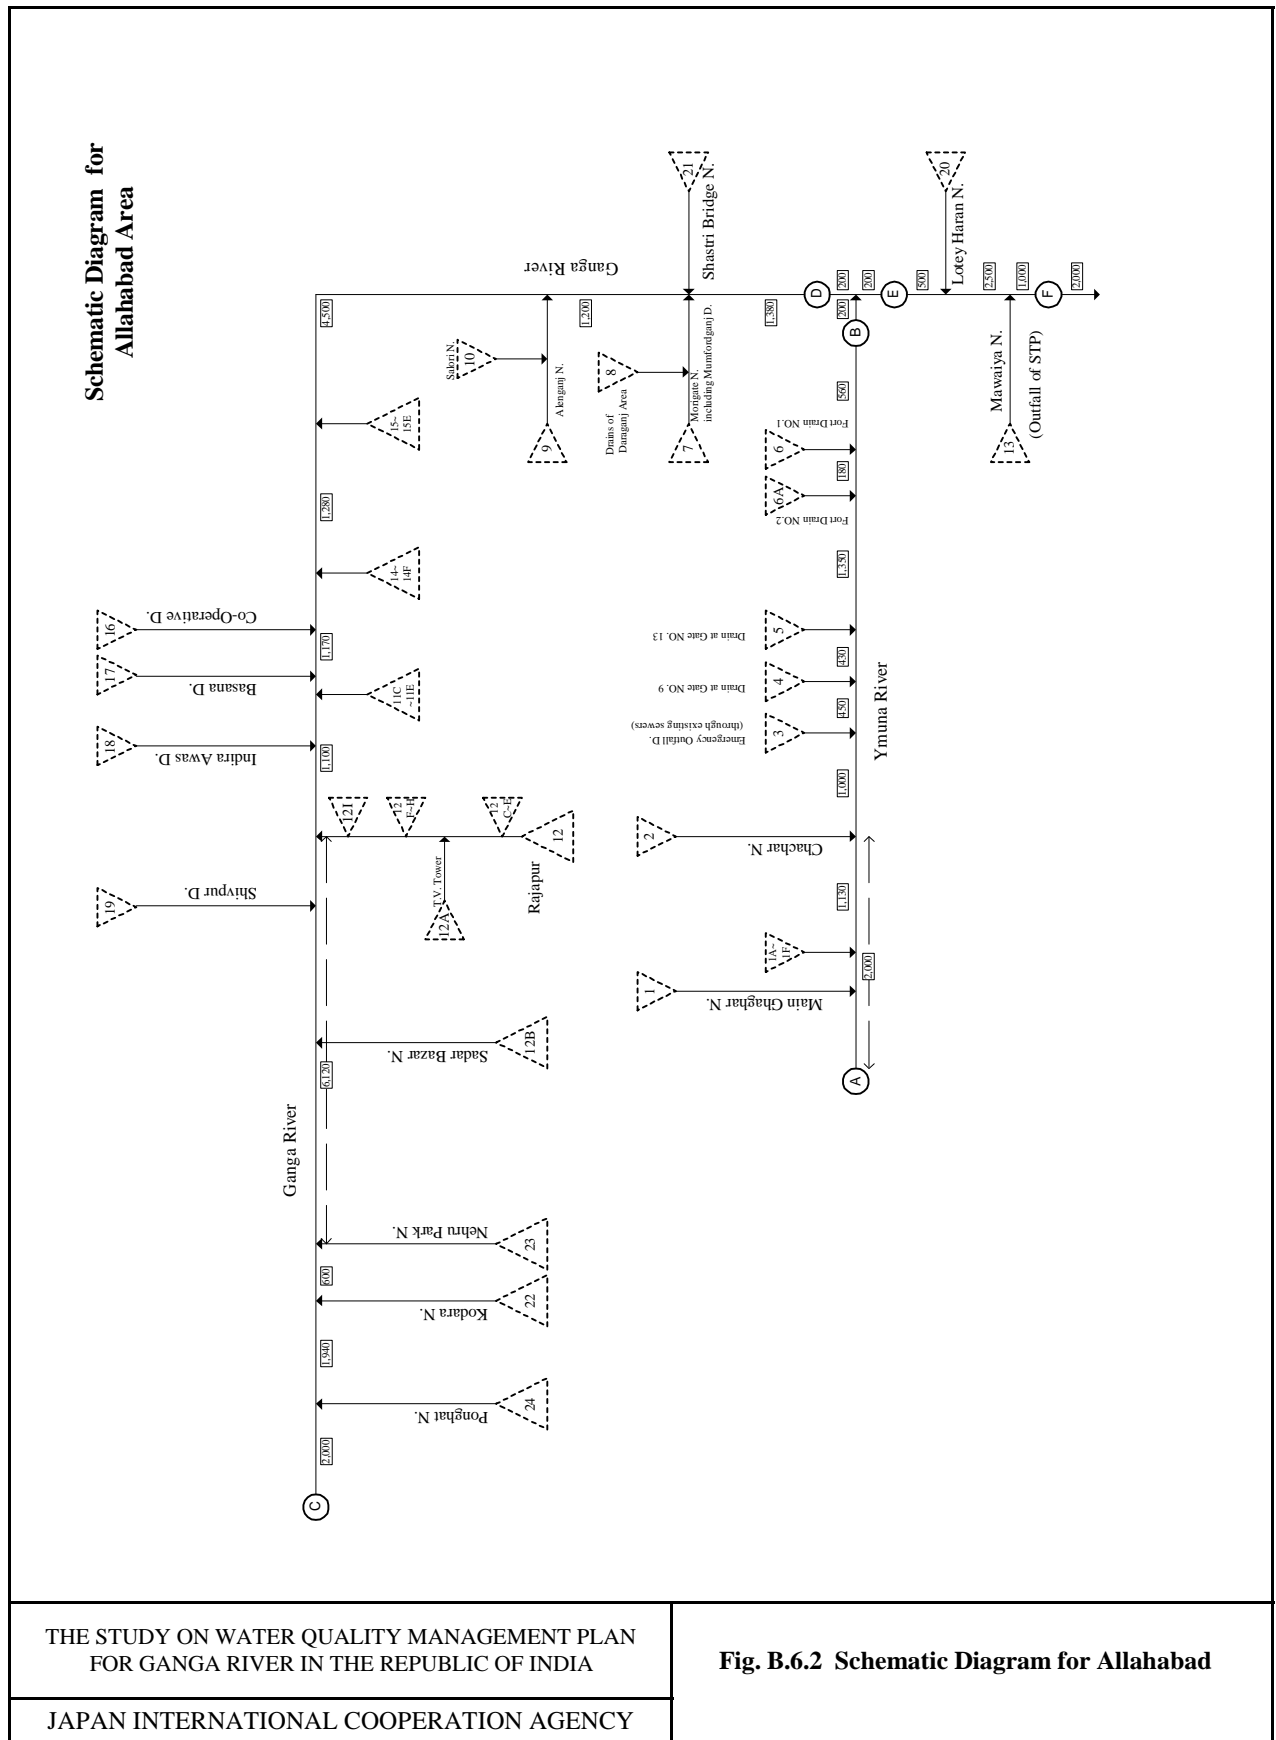 Schematic Diagram for
Allahabad Area
C
2,000
24
Ponghat N.
1,940
22
Kodara N
600
23
Nehru Park N.
Ganga River
6,120
12B
Sadar Bazar N.
19
Shivpur D.
12A
T.V. Tower
Rajapur
12
12
C~E
12
F~H
12I
1,100
18
Indira Awas D.
11C
~11E
17
Basana D.
1,170
16
Co-Operative D.
14~
14F
1,280
15~
15E
4,500
Salori N.
10
9
Alenganj N.
Ganga River
1,200
8
Drains of
Daraganj Area
7
Morigate N.
including Mumfordganj D.
21
Shastri Bridge N.
1,380
D
200
200
200
B
E
500
20
Lotey Haran N.
2,500
13
Mawaiya N.
(Outfall of STP)
1,000
F
2,000
A
2,000
1
Main Ghaghar N.
1A~
1F
1,130
2
Chachar N.
1,000
Ymuna River
3
Emergency Outfall D.
(through existing sewers)
450
4
Drain at Gate NO. 9
430
5
Drain at Gate NO. 13
1,350
6A
Fort Drain NO.2
180
6
Fort Drain NO.1
560
THE STUDY ON WATER QUALITY MANAGEMENT PLAN
FOR GANGA RIVER IN THE REPUBLIC OF INDIA
JAPAN INTERNATIONAL COOPERATION AGENCY
Fig. B.6.2 Schematic Diagram for Allahabad